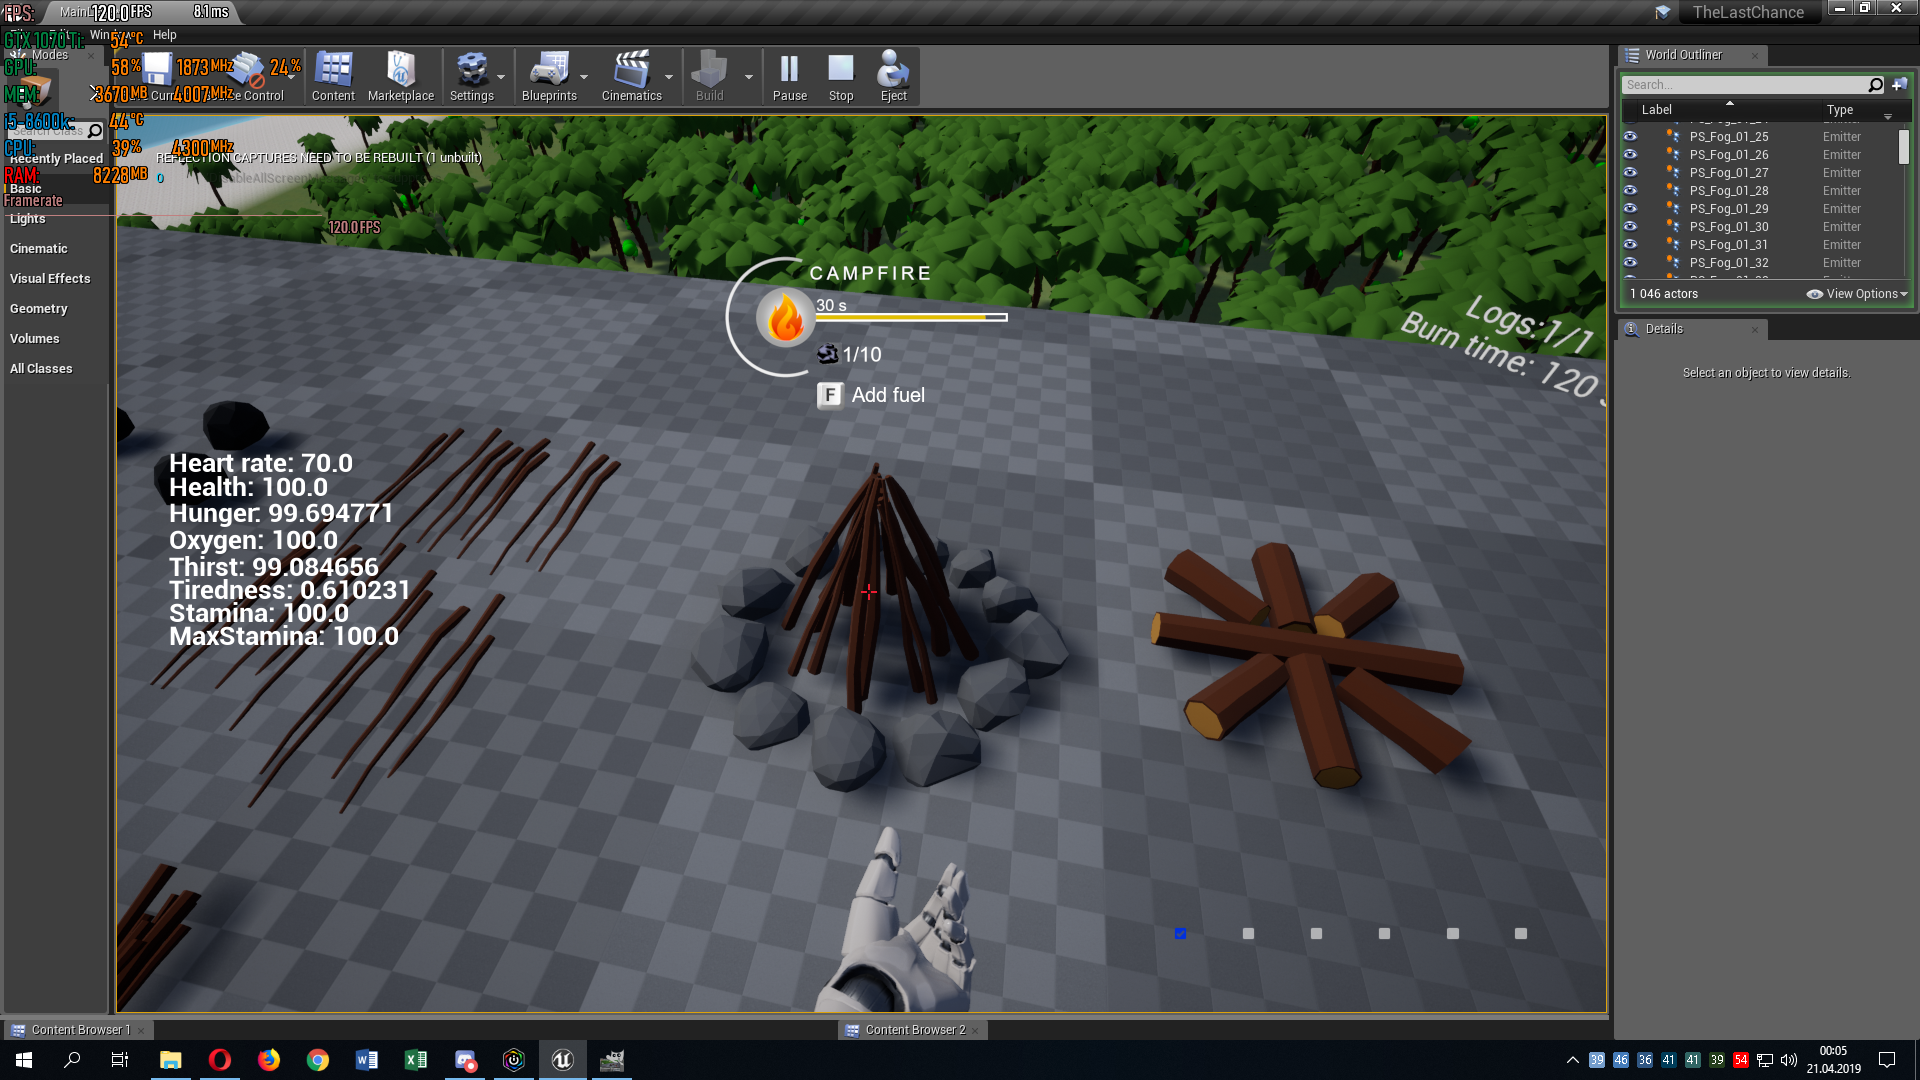 FPS: 120.0 FPS 8.1 ms
TheLastChance
GTX 1070 Ti: 54 °C
Help
Modes
GPU: 58 % 1873 MHz 24 %
MEM: 3670 MB 4007 MHz
i5-8600k: 44 °C
CPU: 39 % 4300 MHz
RAM: 8228 MB
Framerate
120.0 FPS
Content
Marketplace
Settings
Blueprints
Cinematics
Build
Pause
Stop
Eject
Search Class
Recently Placed
Basic
Lights
Cinematic
Visual Effects
Geometry
Volumes
All Classes
REFLECTION CAPTURES NEED TO BE REBUILT (1 unbuilt)
0
CAMPFIRE
30 s
1/10
F Add fuel
Logs:1/1
Burn time: 120
Heart rate: 70.0
Health: 100.0
Hunger: 99.694771
Oxygen: 100.0
Thirst: 99.084656
Tiredness: 0.610231
Stamina: 100.0
MaxStamina: 100.0
World Outliner
Search...
Label Type
PS_Fog_01_25 Emitter
PS_Fog_01_26 Emitter
PS_Fog_01_27 Emitter
PS_Fog_01_28 Emitter
PS_Fog_01_29 Emitter
PS_Fog_01_30 Emitter
PS_Fog_01_31 Emitter
PS_Fog_01_32 Emitter
1 046 actors View Options
Details
Select an object to view details.
Content Browser 1
Content Browser 2
39 46 36 41 41 39 54
00:05
21.04.2019